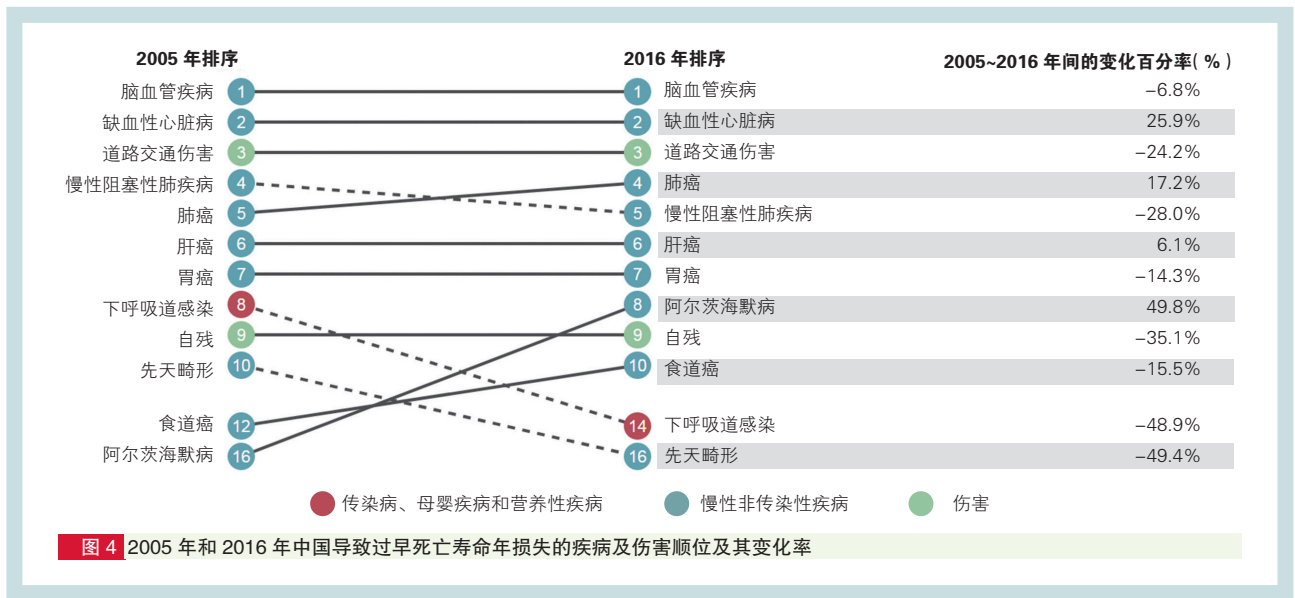 2005 年排序 2016 年排序 2005~2016 年间的变化百分率( % )
脑血管疾病 1 1 脑血管疾病 −6.8%
缺血性心脏病 2 2 缺血性心脏病 25.9%
道路交通伤害 3 3 道路交通伤害 −24.2%
慢性阻塞性肺疾病 4 4 肺癌 17.2%
肺癌 5 5 慢性阻塞性肺疾病 −28.0%
肝癌 6 6 肝癌 6.1%
胃癌 7 7 胃癌 −14.3%
下呼吸道感染 8 8 阿尔茨海默病 49.8%
自残 9 9 自残 −35.1%
先天畸形 10 10 食道癌 −15.5%
食道癌 12 14 下呼吸道感染 −48.9%
阿尔茨海默病 16 16 先天畸形 −49.4%
传染病、母婴疾病和营养性疾病 慢性非传染性疾病 伤害
图 4 2005 年和 2016 年中国导致过早死亡寿命年损失的疾病及伤害顺位及其变化率